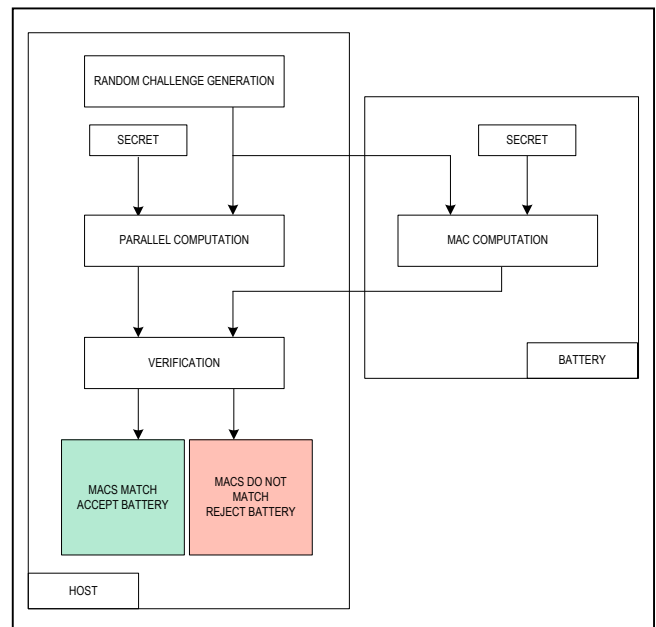 RANDOM CHALLENGE GENERATION
SECRET
SECRET
PARALLEL COMPUTATION
MAC COMPUTATION
VERIFICATION
BATTERY
MACS MATCH
ACCEPT BATTERY
MACS DO NOT
MATCH
REJECT BATTERY
HOST